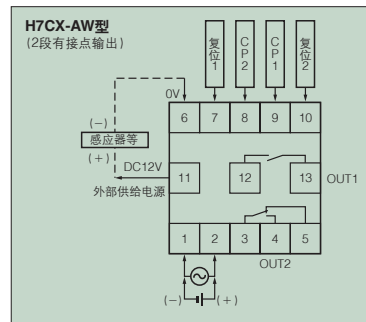 H7CX-AW型
(2段有接点输出)
复位1
CP2
CP1
复位2
0V
6 7 8 9 10
(-)
感应器等
(+)
DC12V
11 12 13 OUT1
外部供给电源
1 2 3 4 5
OUT2
(-) (+)